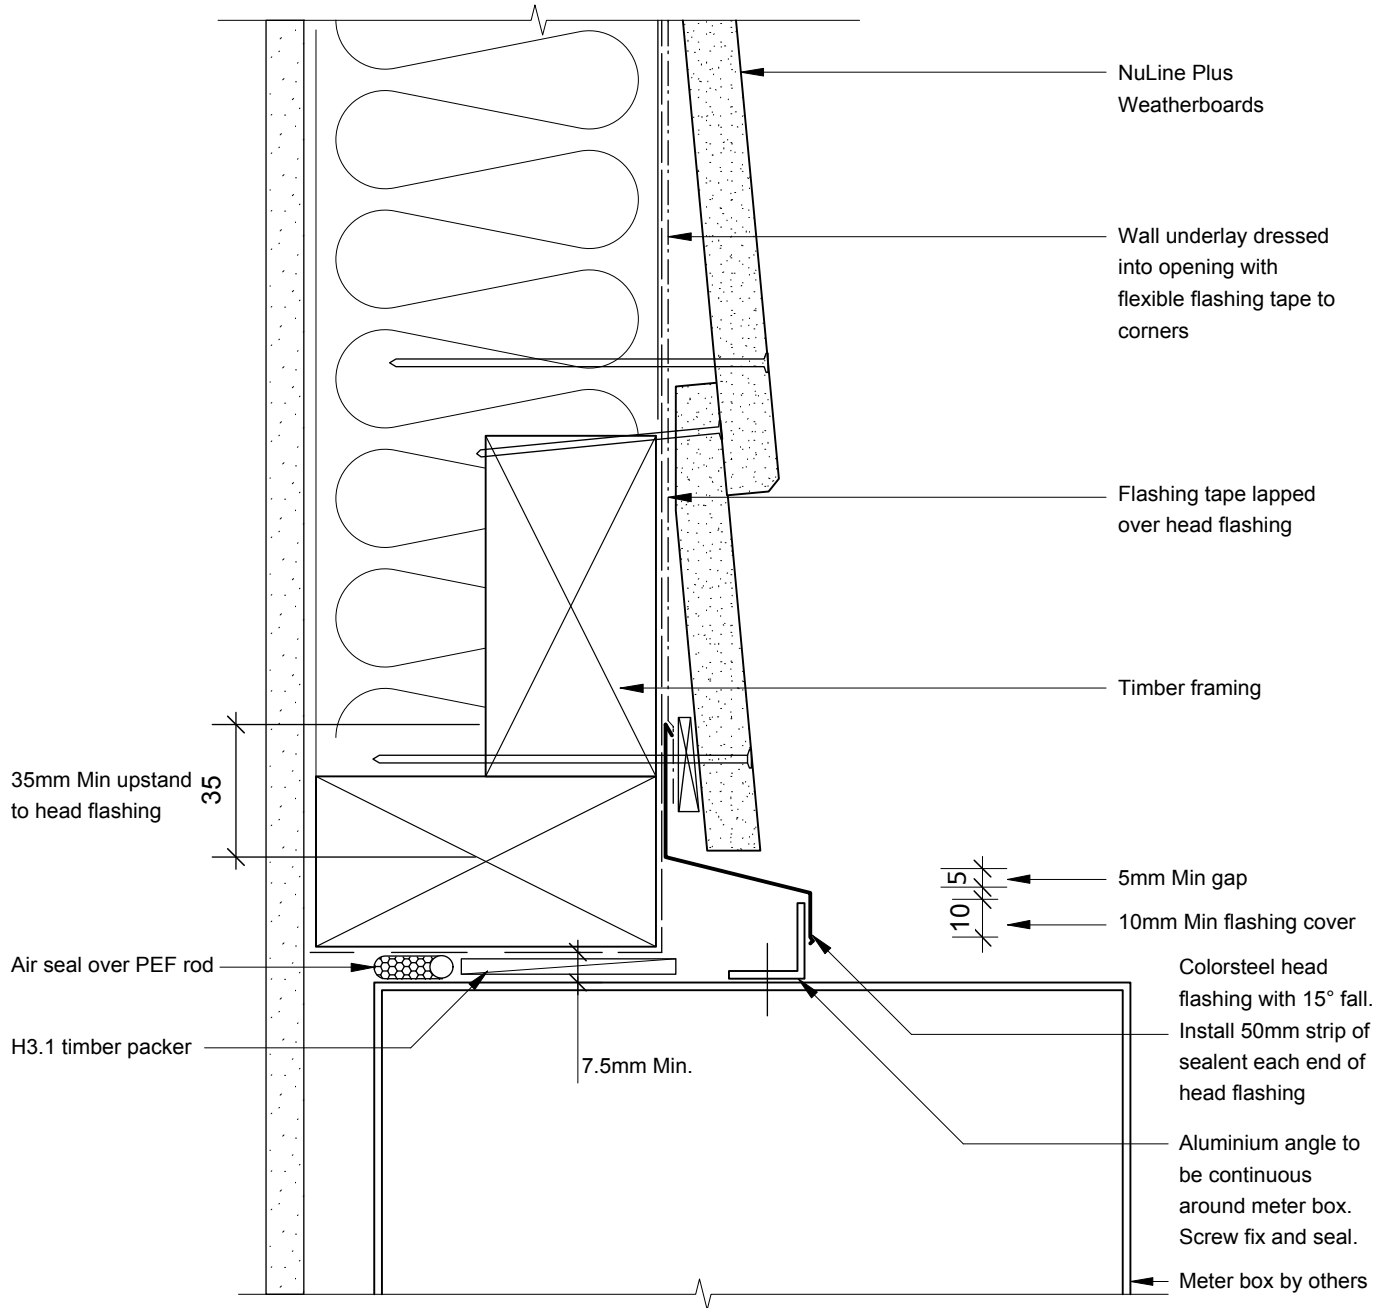 NuLine Plus
Weatherboards
Wall underlay dressed
into opening with
flexible flashing tape to
corners
Flashing tape lapped
over head flashing
Timber framing
35mm Min upstand
to head flashing
35
5
5mm Min gap
10
10mm Min flashing cover
Air seal over PEF rod
H3.1 timber packer
7.5mm Min.
Colorsteel head
flashing with 15° fall.
Install 50mm strip of
sealent each end of
head flashing
Aluminium angle to
be continuous
around meter box.
Screw fix and seal.
Meter box by others